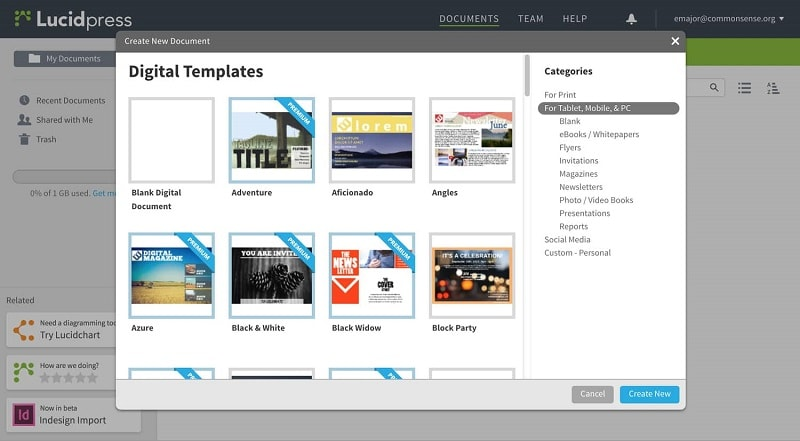 Lucidpress
DOCUMENTS
TEAM
HELP
emajor@commonsense.org
My Documents
Recent Documents
Shared with Me
Trash
0% of 1 GB used. Get mo
Related
Need a diagramming too
Try Lucidchart
How are we doing?
Now in beta
Id
Indesign Import
Create New Document
Digital Templates
Blank Digital
Document
PREMIUM
TITLE
Adventure
lorem
Aficionado
June
Angles
PREMIUM
DIGITAL
MAGAZINE
Azure
PREMIUM
YOU ARE INVIT
Black & White
PREMIUM
THE
NEWS
LETTER
THE
COVER
STORY
Black Widow
IT'S A CELEBRATION!
Block Party
Categories
For Print
For Tablet, Mobile, & PC
Blank
eBooks / Whitepapers
Flyers
Invitations
Magazines
Newsletters
Photo / Video Books
Presentations
Reports
Social Media
Custom - Personal
Cancel
Create New